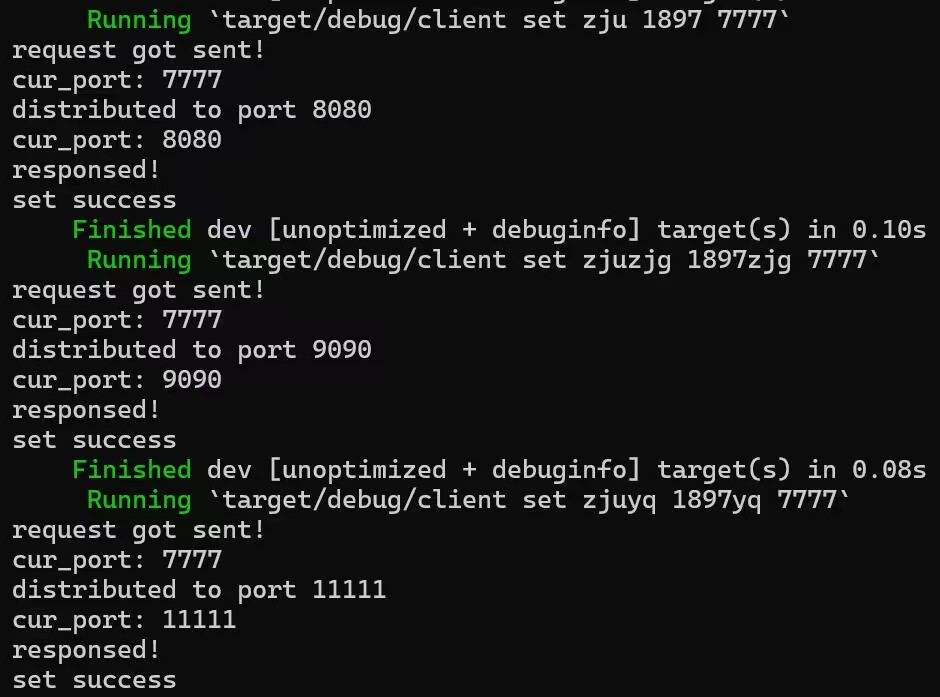 Running `target/debug/client set zju 1897 7777`
request got sent!
cur_port: 7777
distributed to port 8080
cur_port: 8080
responsed!
set success
Finished dev [unoptimized + debuginfo] target(s) in 0.10s
Running `target/debug/client set zjuzjg 1897zjg 7777`
request got sent!
cur_port: 7777
distributed to port 9090
cur_port: 9090
responsed!
set success
Finished dev [unoptimized + debuginfo] target(s) in 0.08s
Running `target/debug/client set zjuyq 1897yq 7777`
request got sent!
cur_port: 7777
distributed to port 11111
cur_port: 11111
responsed!
set success